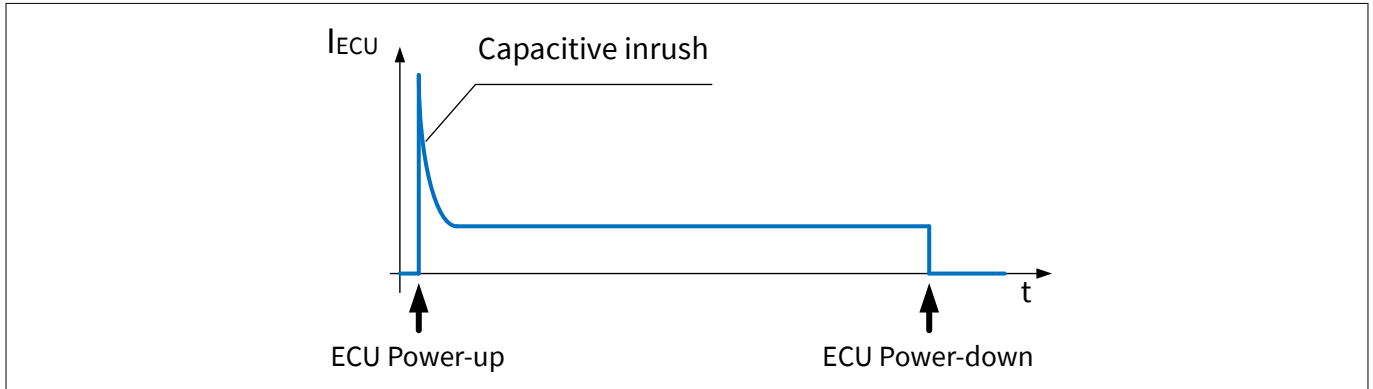 IECU
Capacitive inrush
t
ECU Power-up
ECU Power-down